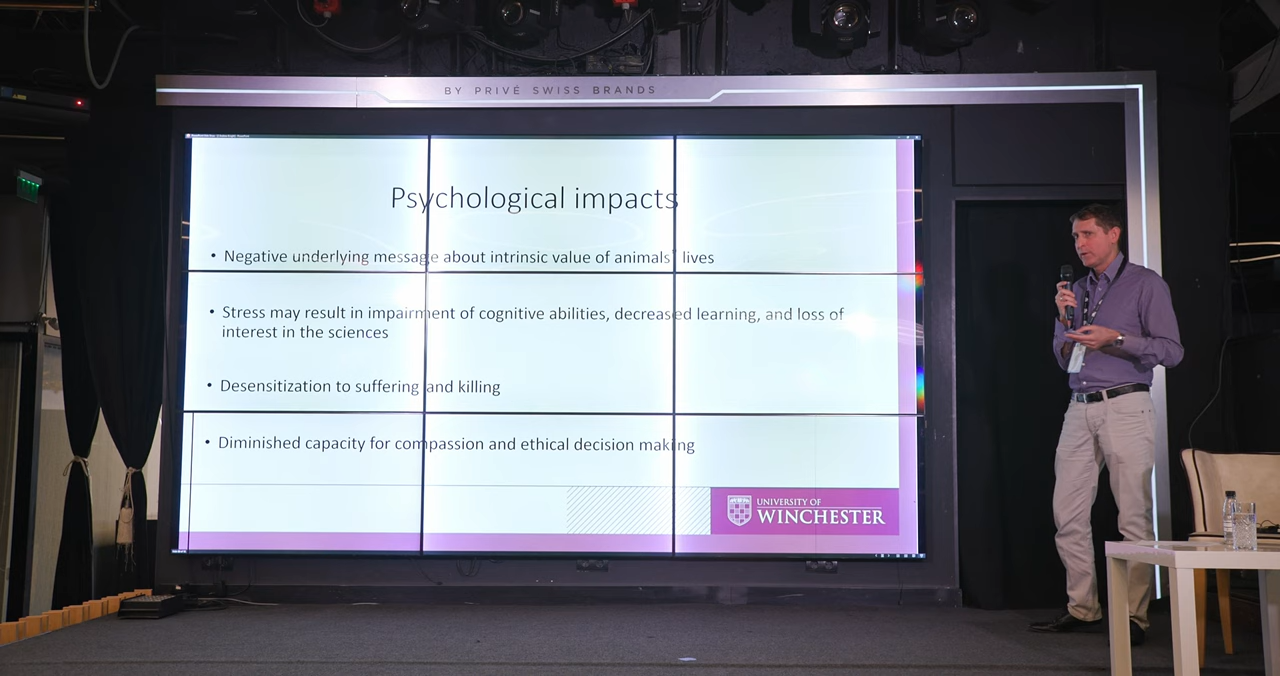 BY PRIVÉ SWISS BRANDS
Psychological impacts
• Negative underlying message about intrinsic value of animals' lives
• Stress may result in impairment of cognitive abilities, decreased learning, and loss of
interest in the sciences
• Desensitization to suffering and killing
• Diminished capacity for compassion and ethical decision making
UNIVERSITY OF
WINCHESTER